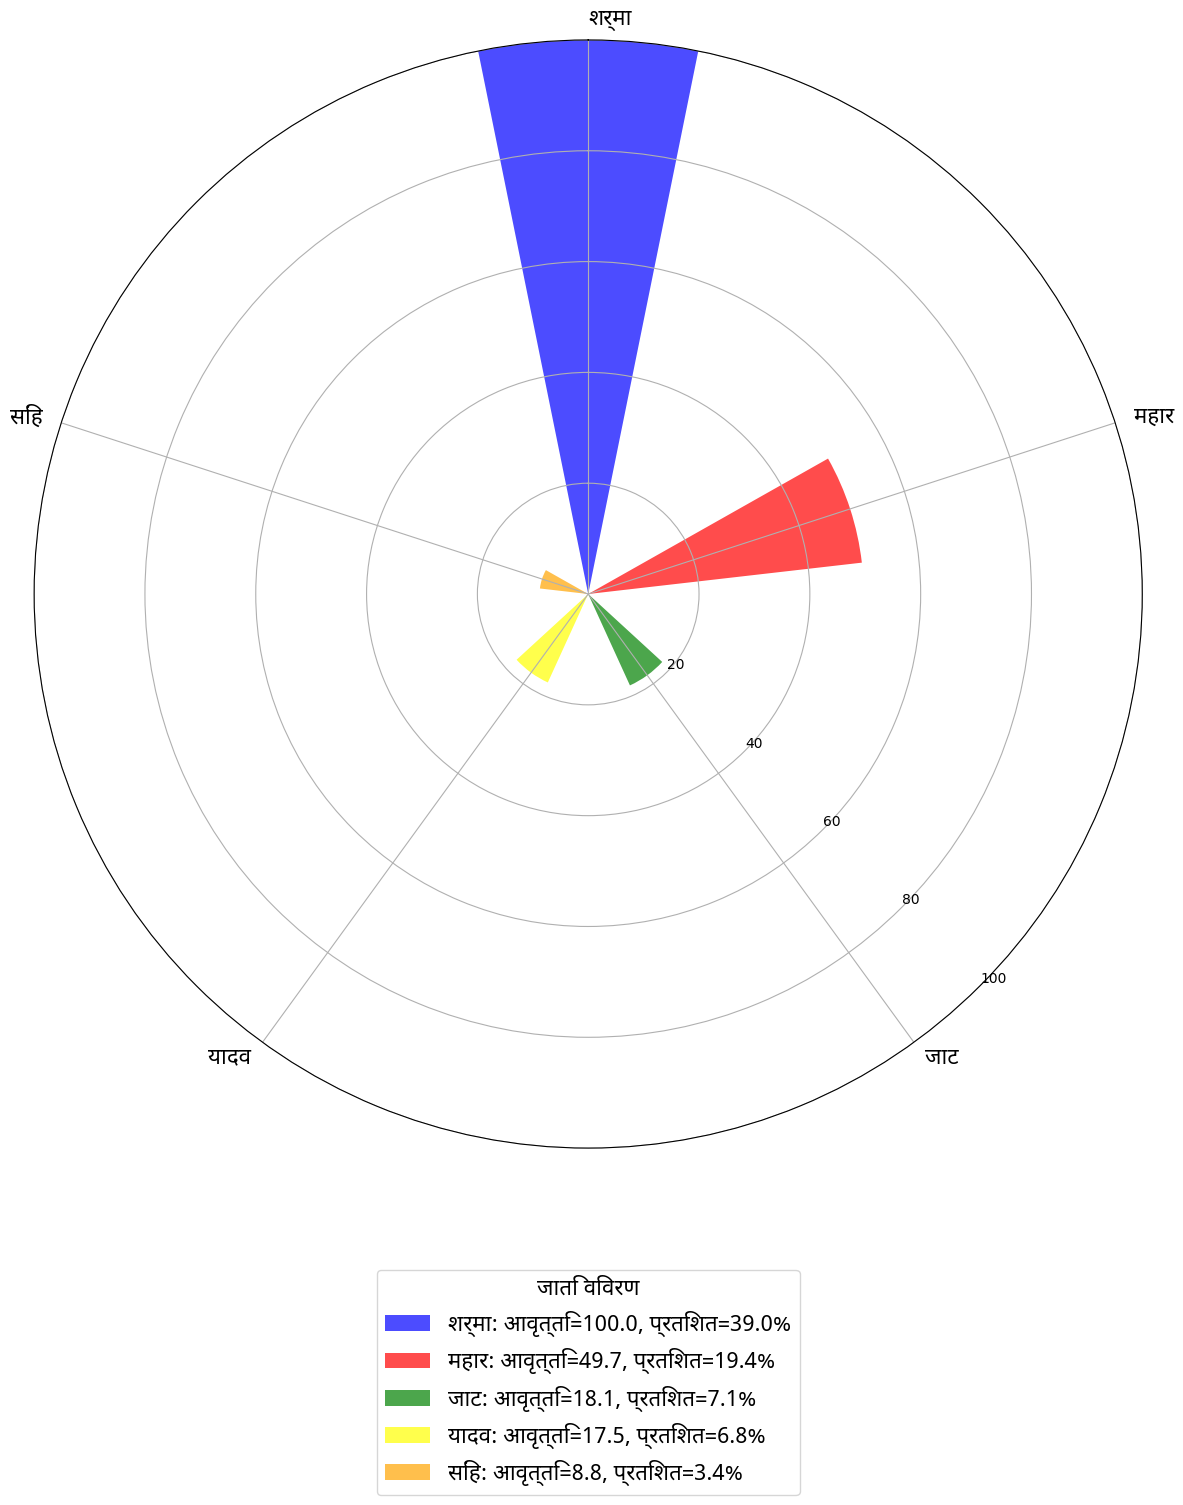 शर्मा
सिंह
महार
20
40
60
80
100
यादव
जाट
जाति विवरण
शर्मा: आवृत्ति=100.0, प्रतिशत=39.0%
महार: आवृत्ति=49.7, प्रतिशत=19.4%
जाट: आवृत्ति=18.1, प्रतिशत=7.1%
यादव: आवृत्ति=17.5, प्रतिशत=6.8%
सिंह: आवृत्ति=8.8, प्रतिशत=3.4%